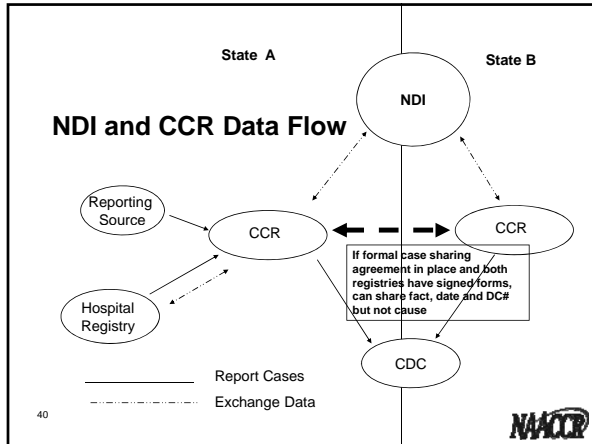 State A
State B
NDI
NDI and CCR Data Flow
Reporting
Source
CCR
CCR
If formal case sharing
agreement in place and both
registries have signed forms,
can share fact, date and DC#
but not cause
Hospital
Registry
CDC
Report Cases
Exchange Data
40
NAACCR